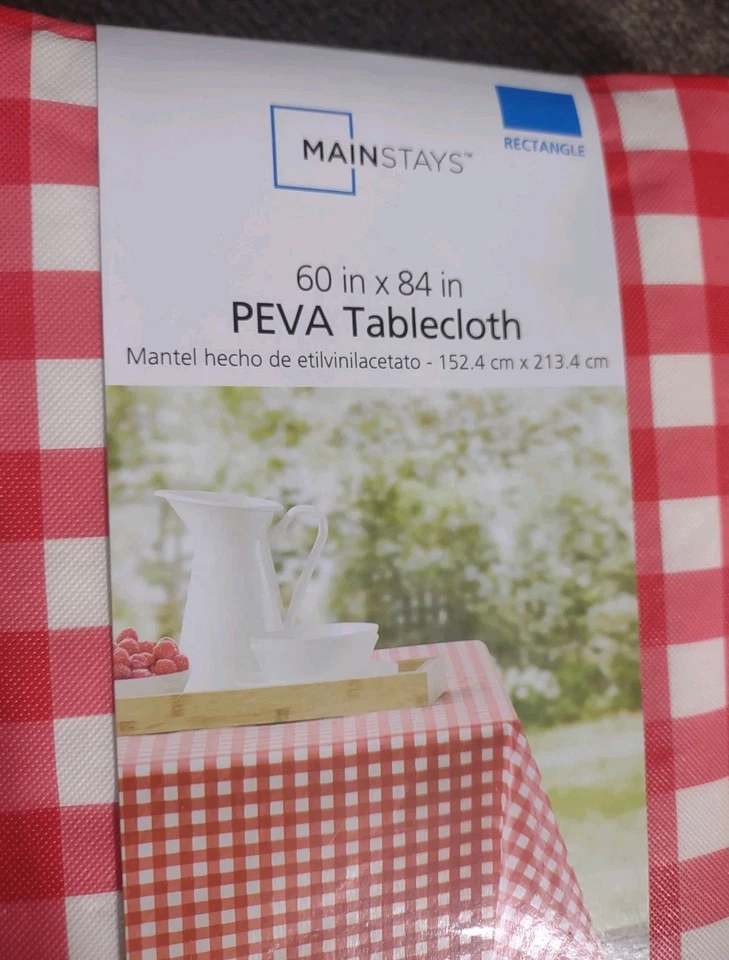 MAINSTAYS™
RECTANGLE
60 in x 84 in
PEVA Tablecloth
Mantel hecho de etilvinilacetato - 152.4 cm x 213.4 cm